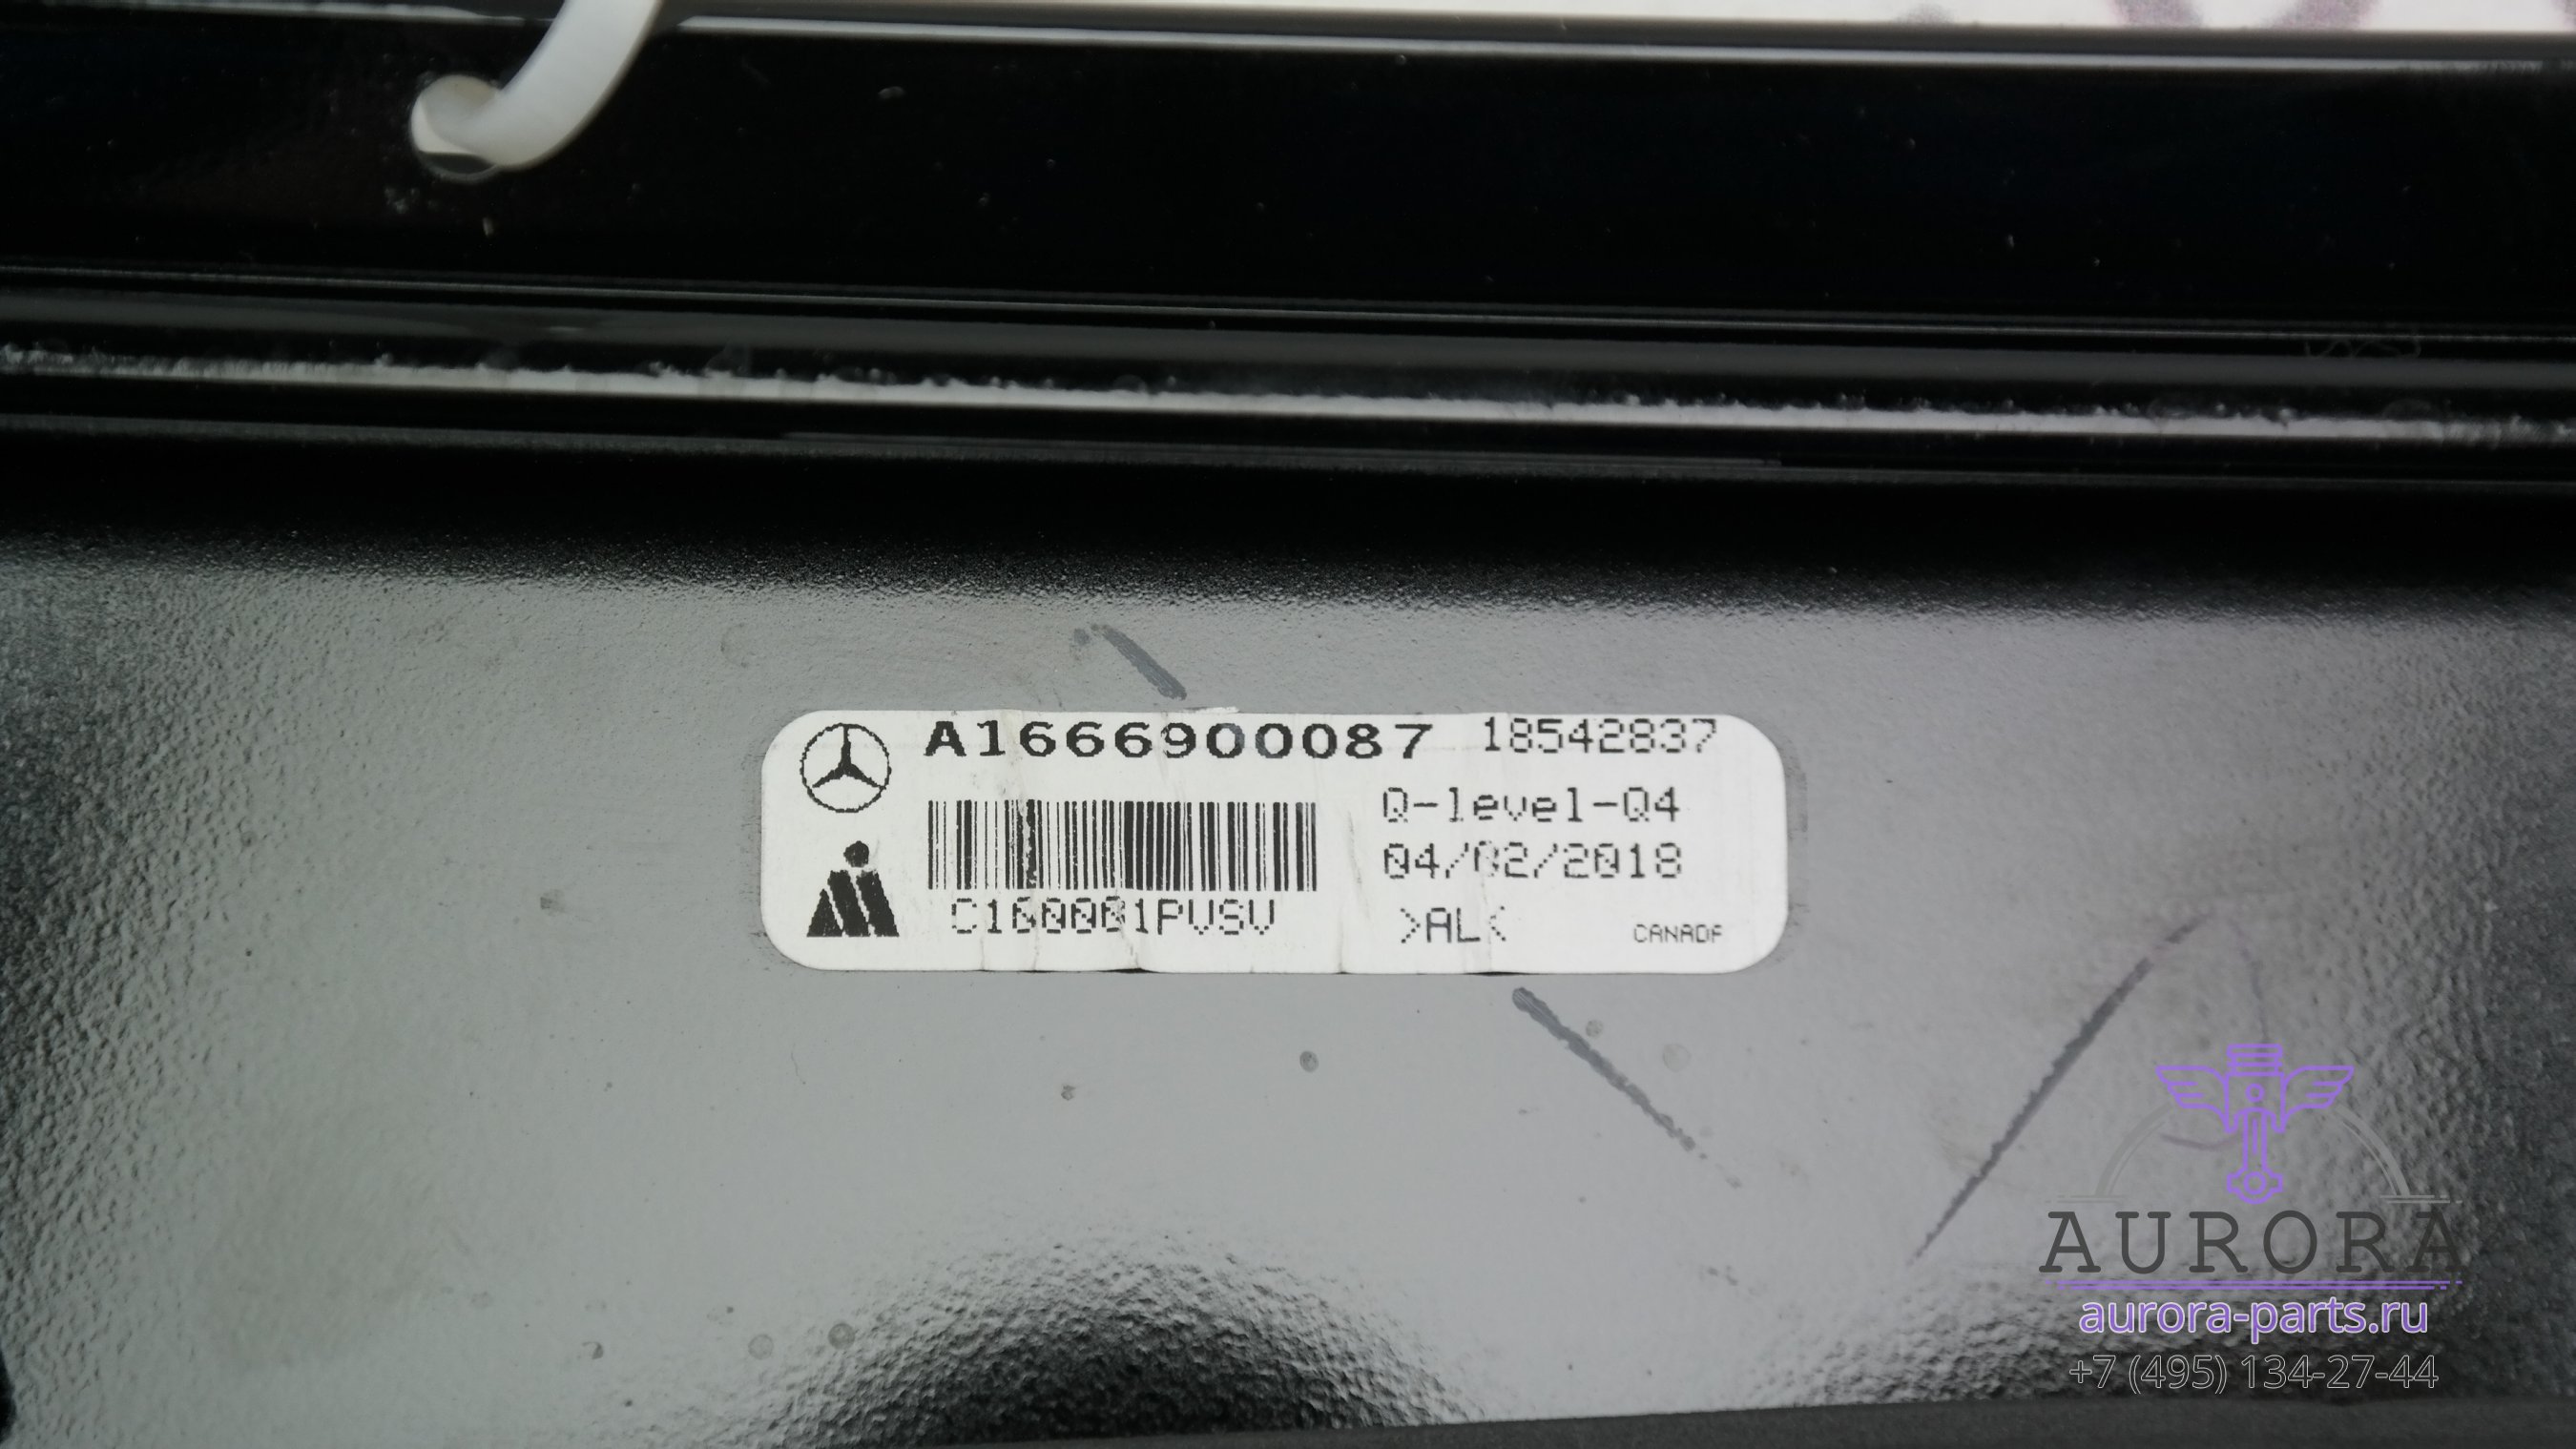 A1666900087 18542837
Q-level-Q4
04/02/2018
C160001PVSV
>AL< CANADA
AURORA
aurora-parts.ru
+7 (495) 134-27-44